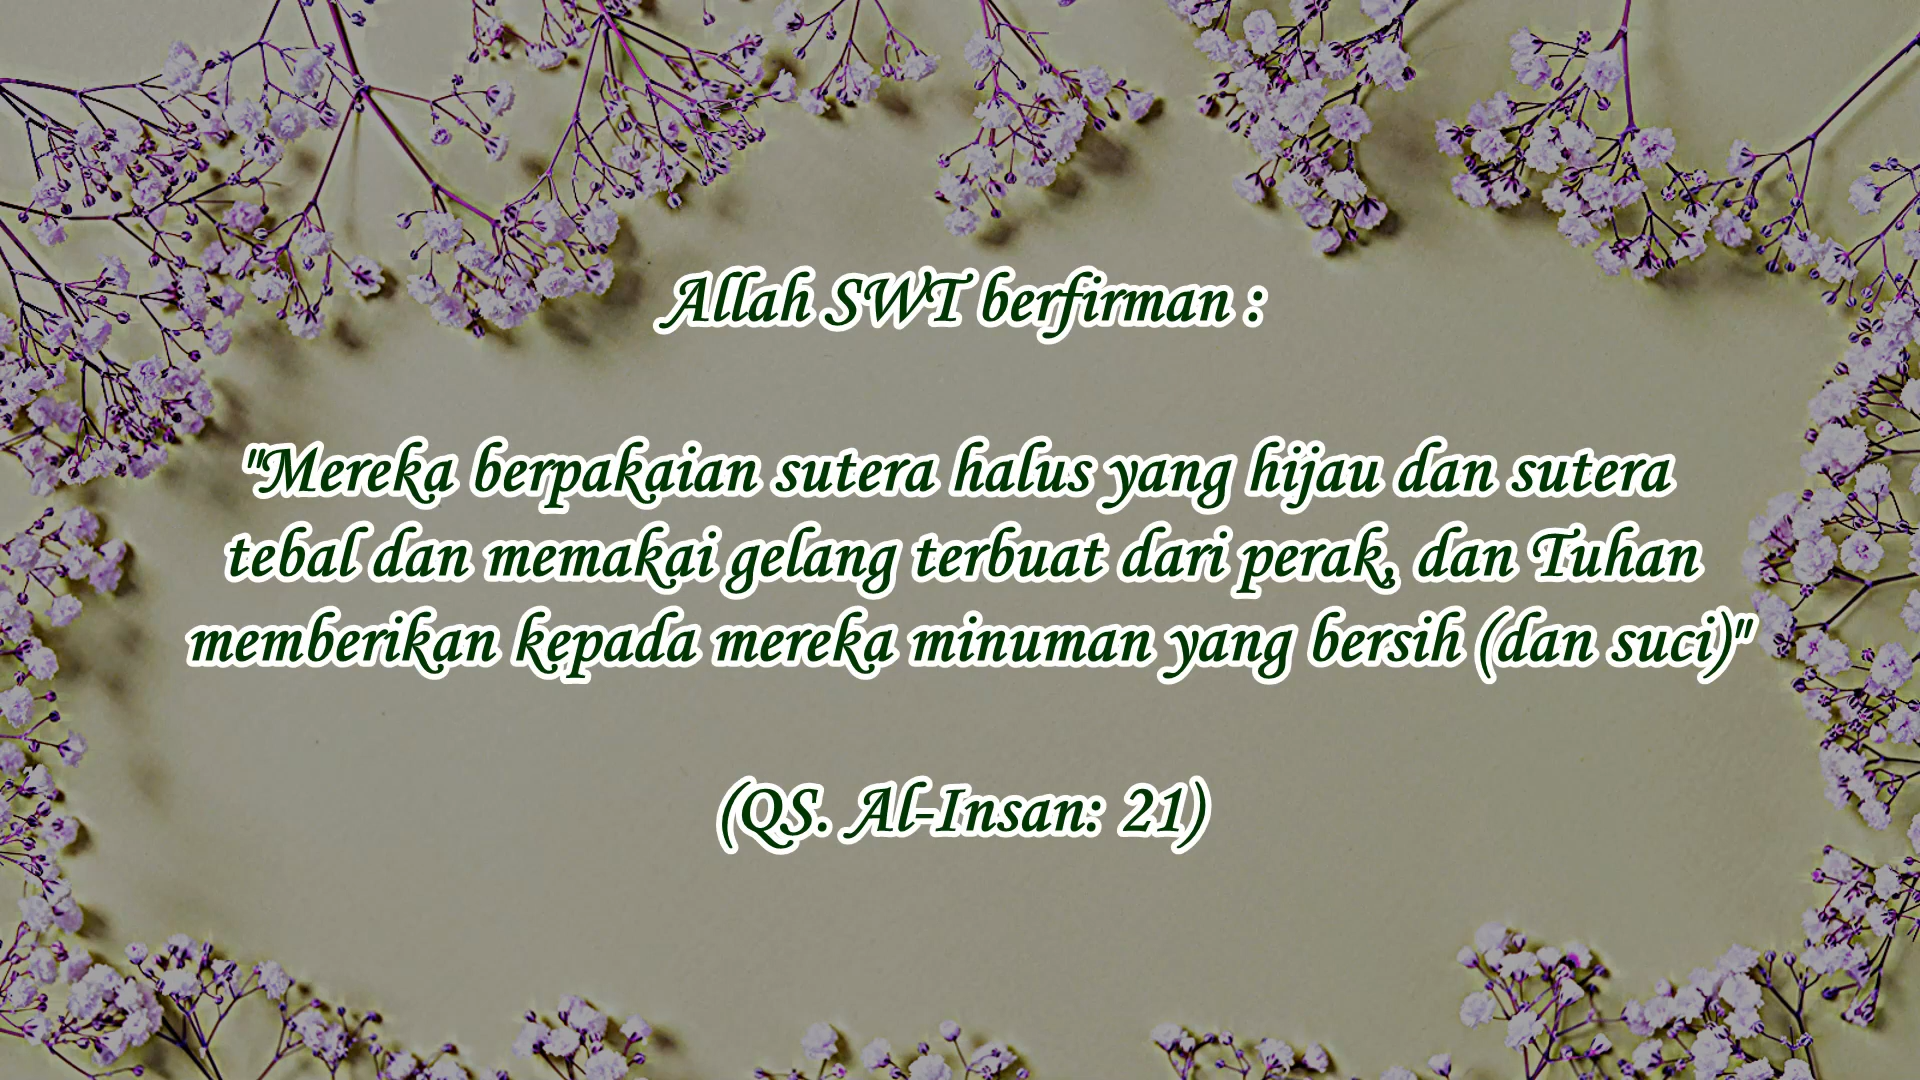 Allah SWT berfirman :
"Mereka berpakaian sutera halus yang hijau dan sutera
tebal dan memakai gelang terbuat dari perak, dan Tuhan
memberikan kepada mereka minuman yang bersih (dan suci)"
(QS. Al-Insan: 21)